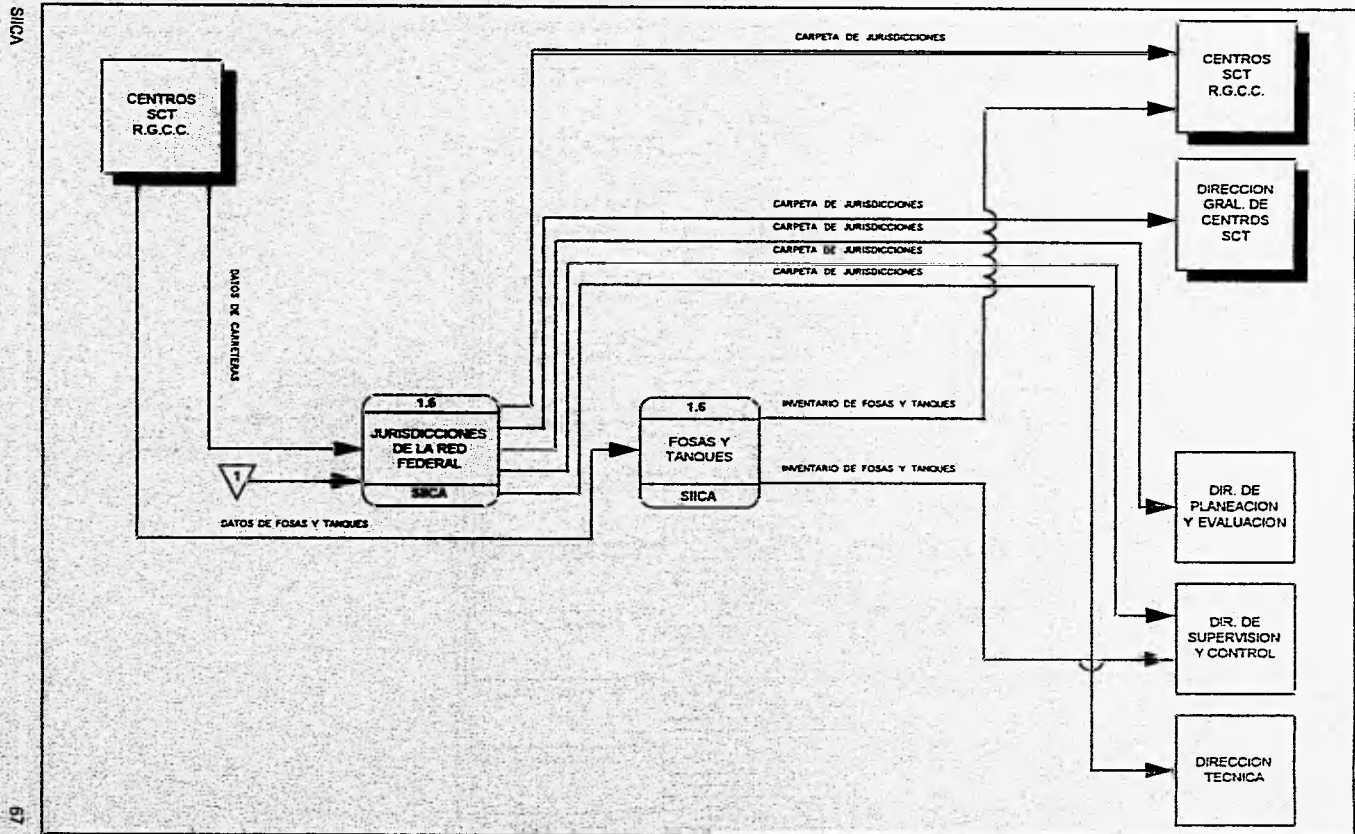 SIICA
CENTROS
SCT
R.G.C.C.
CARPETA DE JURISDICCIONES
CENTROS
SCT
R.G.C.C.
DIRECCION
GRAL. DE
CENTROS
SCT
CARPETA DE JURISDICCIONES
CARPETA DE JURISDICCIONES
CARPETA DE JURISDICCIONES
CARPETA DE JURISDICCIONES
DATOS DE CARRETERAS
1.6
JURISDICCIONES
DE LA RED
FEDERAL
SIICA
1
DATOS DE FOSAS Y TANQUES
1.6
FOSAS Y
TANQUES
SIICA
INVENTARIO DE FOSAS Y TANQUES
INVENTARIO DE FOSAS Y TANQUES
DIR. DE
PLANEACION
Y EVALUACION
DIR. DE
SUPERVISION
Y CONTROL
DIRECCION
TECNICA
67